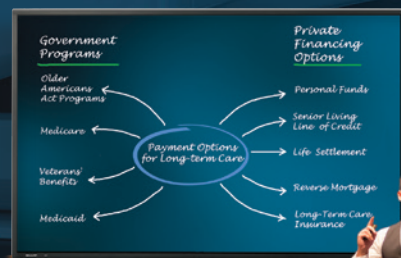 Government
Programs
Older
Americans
Act Programs
Medicare
Veterans'
Benefits
Medicaid
Payment Options
for Long-term Care
Private
Financing
Options
Personal Funds
Senior Living
Line of Credit
Life Settlement
Reverse Mortgage
Long-Term Care
Insurance